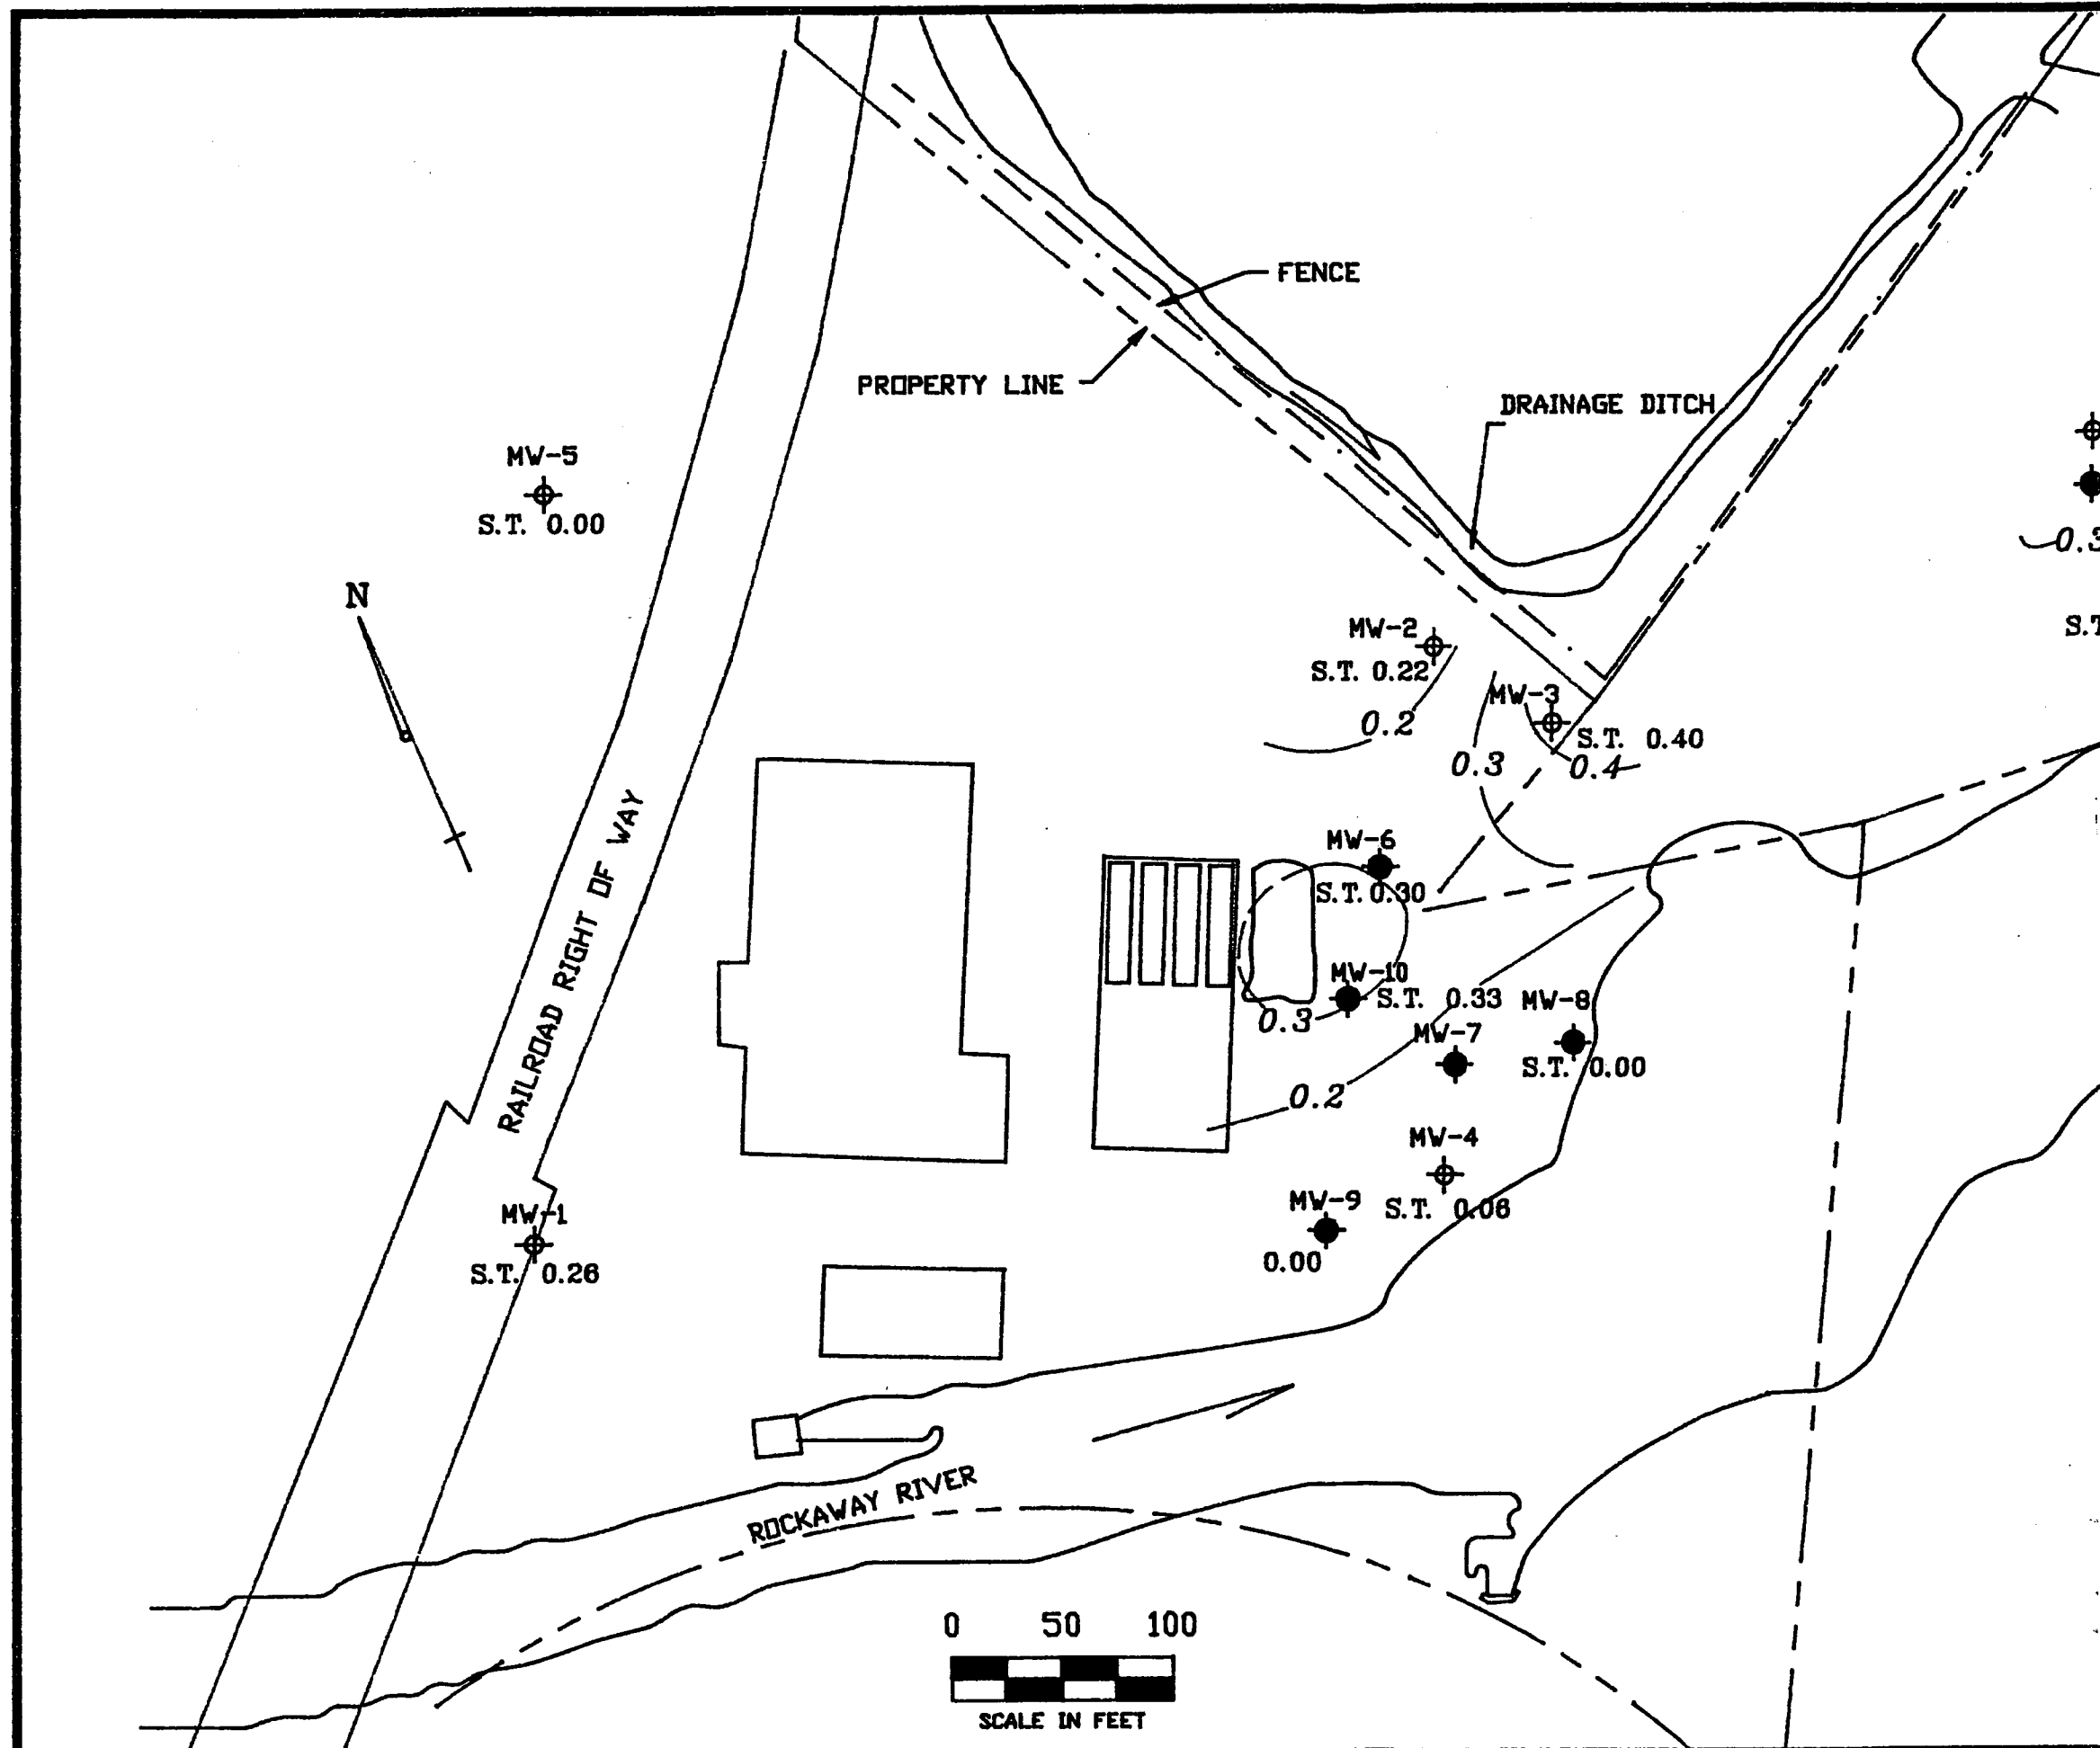 FENCE
PROPERTY LINE
DRAINAGE DITCH
MW-5
S.T. 0.00
0.3
N
S.T
MW-2
S.T. 0.22
0.2
MW-3
S.T. 0.40
0.3
0.4
RAILROAD RIGHT OF WAY
MW-6
S.T. 0.30
MW-10
S.T. 0.33
MW-8
0.3
MW-7
S.T. 0.00
0.2
MW-4
S.T. 0.06
MW-9
0.00
MW-1
S.T. 0.26
ROCKAWAY RIVER
0 50 100
SCALE IN FEET